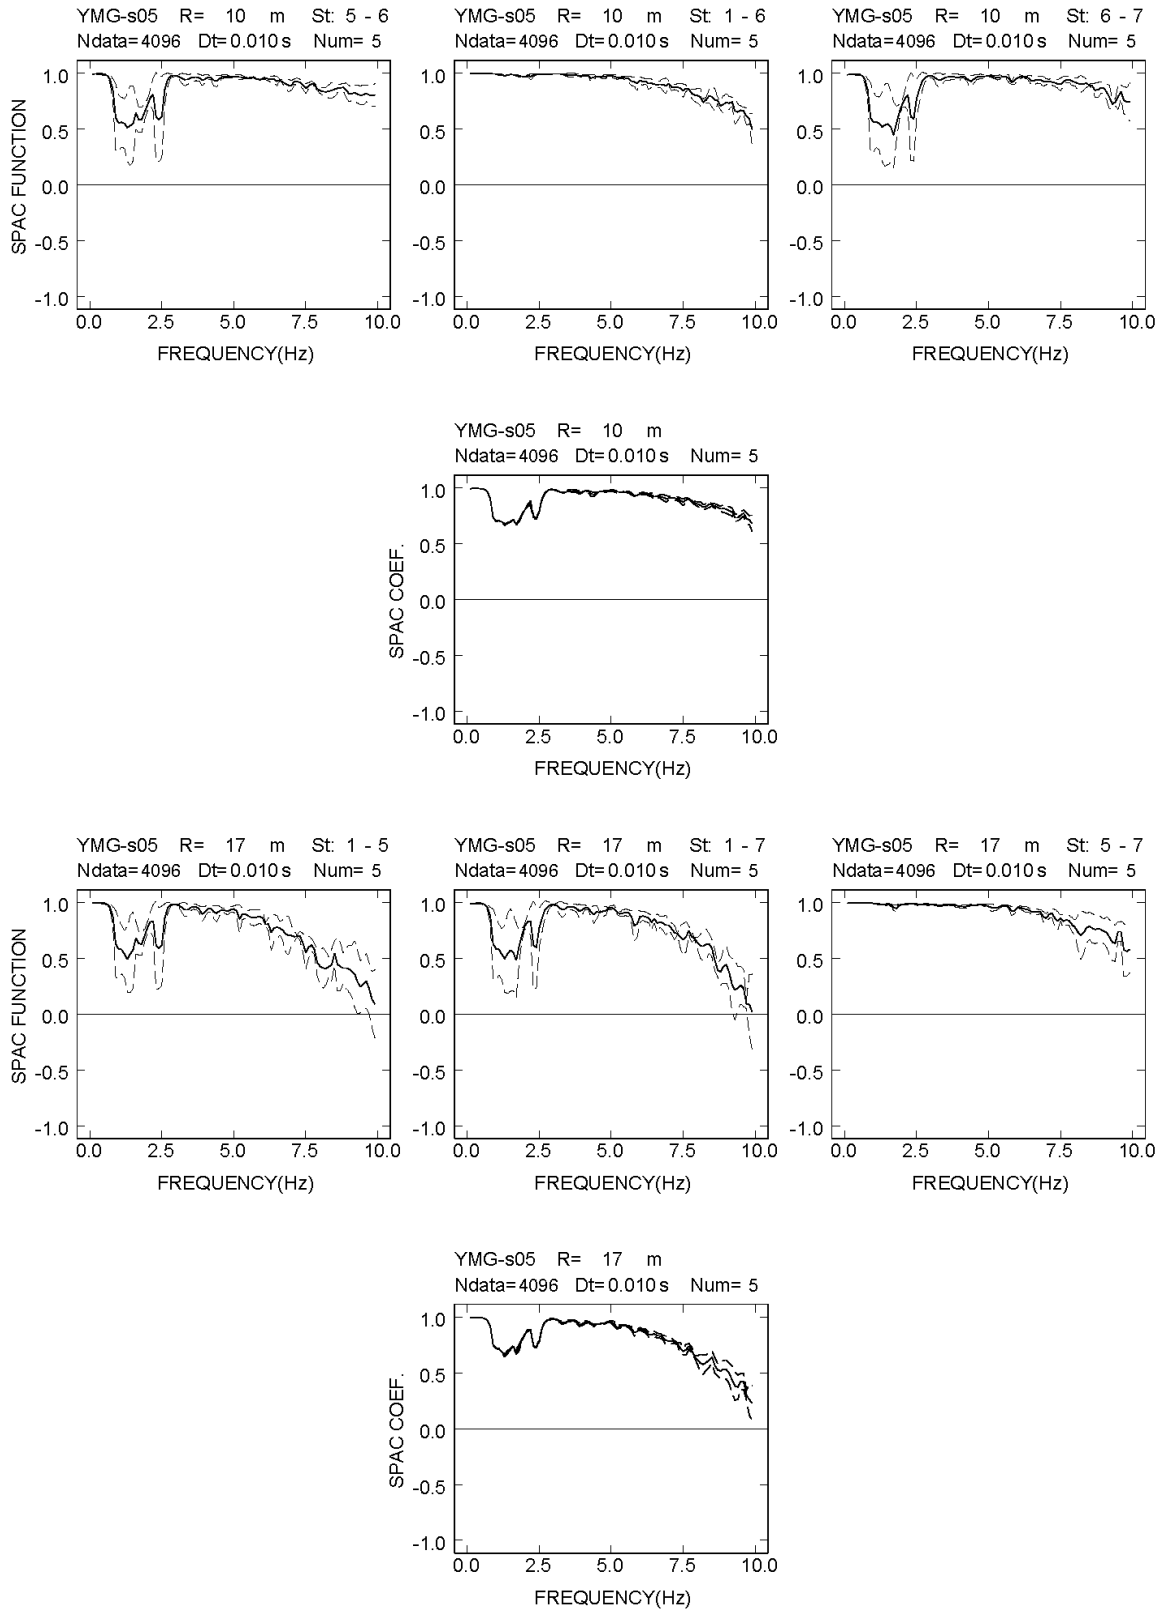 YMG-s05 R= 10 m St: 5 - 6
Ndata=4096 Dt=0.010 s Num= 5
1.0
0.5
0.0
-0.5
-1.0
SPAC FUNCTION
0.0 2.5 5.0 7.5 10.0
FREQUENCY(Hz)
YMG-s05 R= 10 m St: 1 - 6
Ndata=4096 Dt=0.010 s Num= 5
1.0
0.5
0.0
-0.5
-1.0
0.0 2.5 5.0 7.5 10.0
FREQUENCY(Hz)
YMG-s05 R= 10 m St: 6 - 7
Ndata=4096 Dt=0.010 s Num= 5
1.0
0.5
0.0
-0.5
-1.0
0.0 2.5 5.0 7.5 10.0
FREQUENCY(Hz)
YMG-s05 R= 10 m
Ndata=4096 Dt=0.010 s Num= 5
1.0
0.5
0.0
-0.5
-1.0
SPAC COEF.
0.0 2.5 5.0 7.5 10.0
FREQUENCY(Hz)
YMG-s05 R= 17 m St: 1 - 5
Ndata=4096 Dt=0.010 s Num= 5
1.0
0.5
0.0
-0.5
-1.0
SPAC FUNCTION
0.0 2.5 5.0 7.5 10.0
FREQUENCY(Hz)
YMG-s05 R= 17 m St: 1 - 7
Ndata=4096 Dt=0.010 s Num= 5
1.0
0.5
0.0
-0.5
-1.0
0.0 2.5 5.0 7.5 10.0
FREQUENCY(Hz)
YMG-s05 R= 17 m St: 5 - 7
Ndata=4096 Dt=0.010 s Num= 5
1.0
0.5
0.0
-0.5
-1.0
0.0 2.5 5.0 7.5 10.0
FREQUENCY(Hz)
YMG-s05 R= 17 m
Ndata=4096 Dt=0.010 s Num= 5
1.0
0.5
0.0
-0.5
-1.0
SPAC COEF.
0.0 2.5 5.0 7.5 10.0
FREQUENCY(Hz)